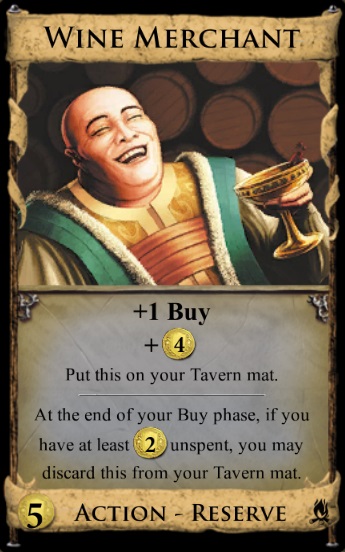 Wine Merchant
+1 Buy
+ 4
Put this on your Tavern mat.
At the end of your Buy phase, if you
have at least 2 unspent, you may
discard this from your Tavern mat.
5 Action - Reserve